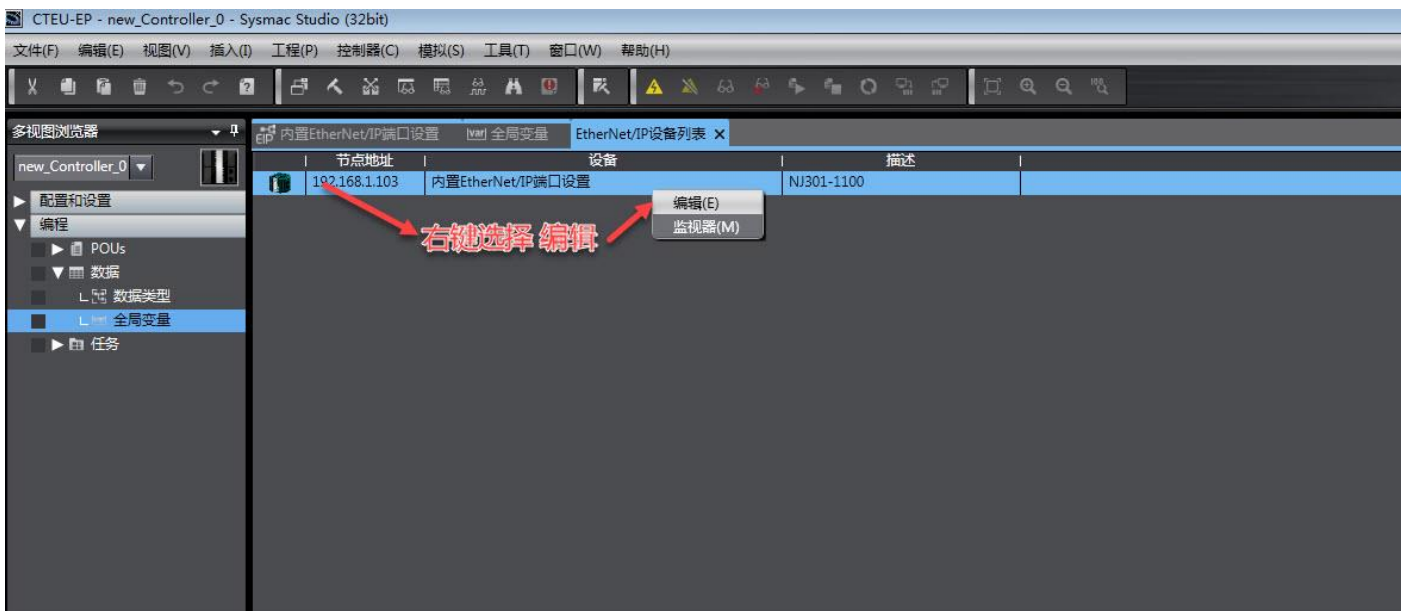 CTEU-EP - new_Controller_0 - Sysmac Studio (32bit)
文件(F) 编辑(E) 视图(V) 插入(I) 工程(P) 控制器(C) 模拟(S) 工具(T) 窗口(W) 帮助(H)
多视图浏览器
内置EtherNet/IP端口设置 全局变量 EtherNet/IP设备列表
new_Controller_0
节点地址 设备 描述
192.168.1.103 内置EtherNet/IP端口设置 NJ301-1100
配置和设置
编辑(E)
编程
监视器(M)
右键选择 编辑
POUs
数据
数据类型
全局变量
任务